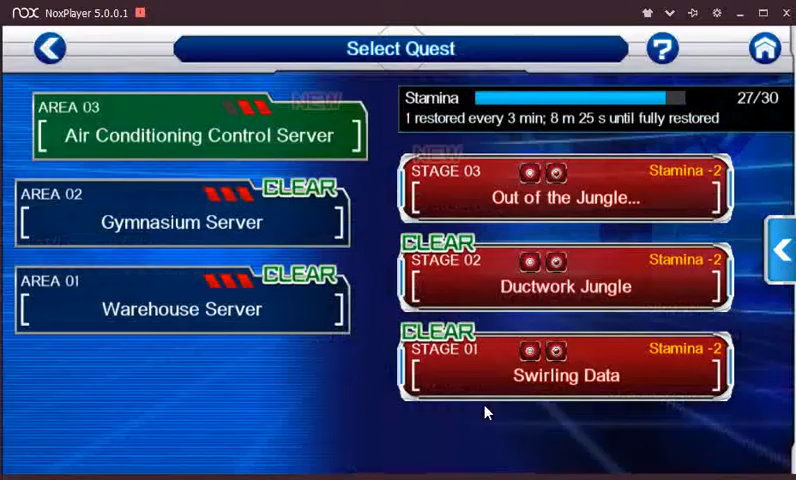 nox NoxPlayer 5.0.0.1
Select Quest
?
AREA 03
NEW
Air Conditioning Control Server
AREA 02
CLEAR
Gymnasium Server
AREA 01
CLEAR
Warehouse Server
Stamina 27/30
1 restored every 3 min; 8 m 25 s until fully restored
NEW
STAGE 03 Stamina -2
Out of the Jungle...
CLEAR
STAGE 02 Stamina -2
Ductwork Jungle
CLEAR
STAGE 01 Stamina -2
Swirling Data